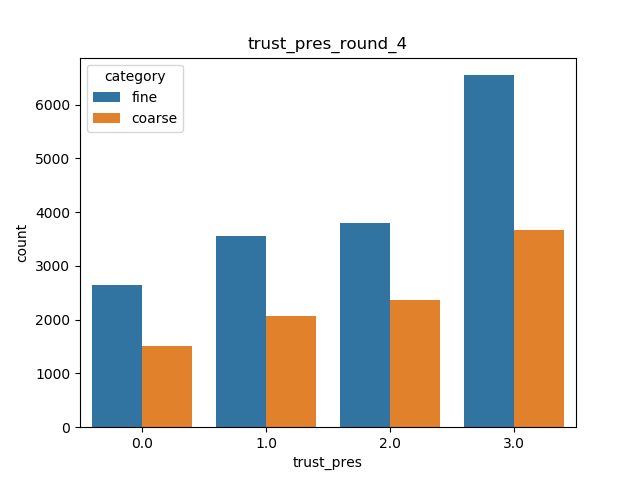 trust_pres_round_4
category
fine
coarse
count
6000
5000
4000
3000
2000
1000
0
0.0 1.0 2.0 3.0
trust_pres